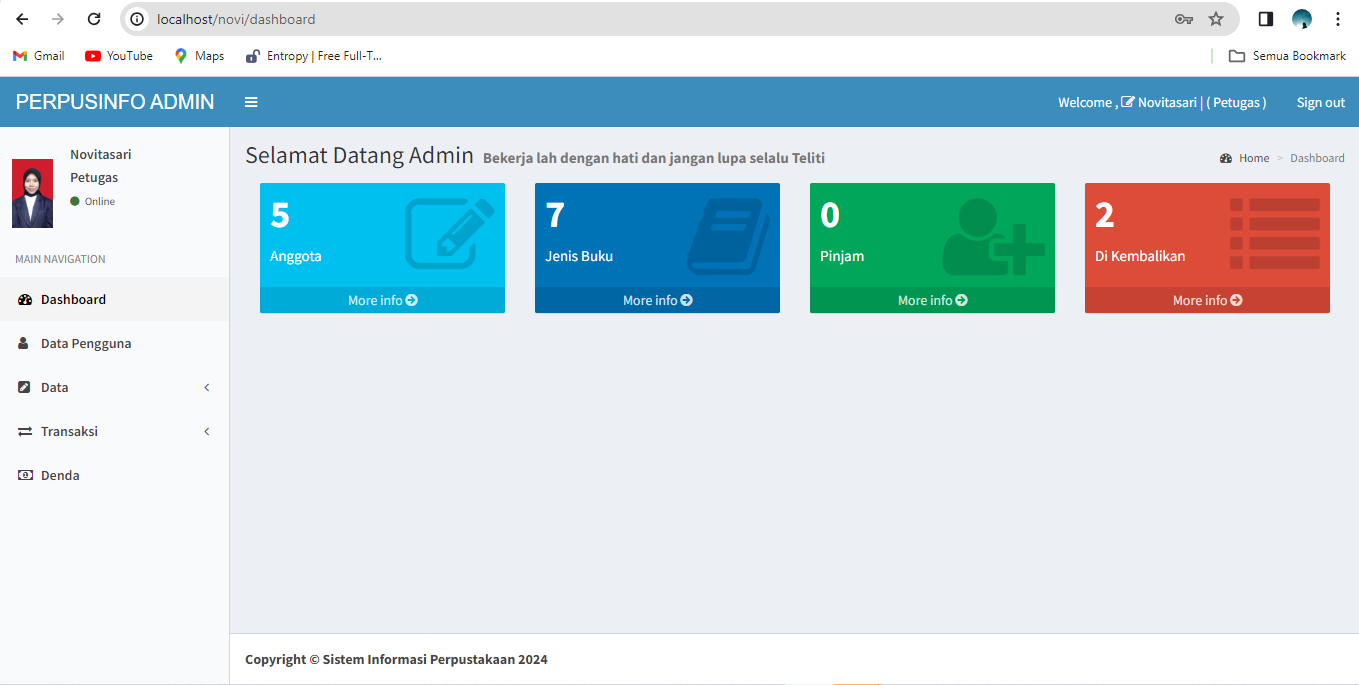 localhost/novi/dashboard
Gmail YouTube Maps Entropy | Free Full-T... Semua Bookmark
PERPUSINFO ADMIN Welcome , Novitasari | ( Petugas ) Sign out
Novitasari
Petugas
Online
MAIN NAVIGATION
Dashboard
Data Pengguna
Data
Transaksi
Denda
Selamat Datang Admin Bekerja lah dengan hati dan jangan lupa selalu Teliti
Home > Dashboard
5
Anggota
More info
7
Jenis Buku
More info
0
Pinjam
More info
2
Di Kembalikan
More info
Copyright © Sistem Informasi Perpustakaan 2024